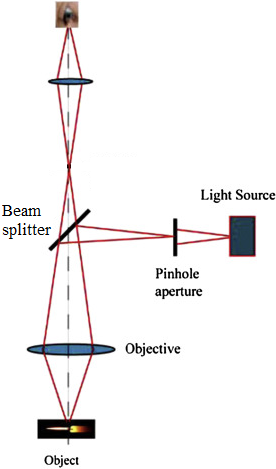 Beam
splitter
Light Source
Pinhole
aperture
Objective
Object